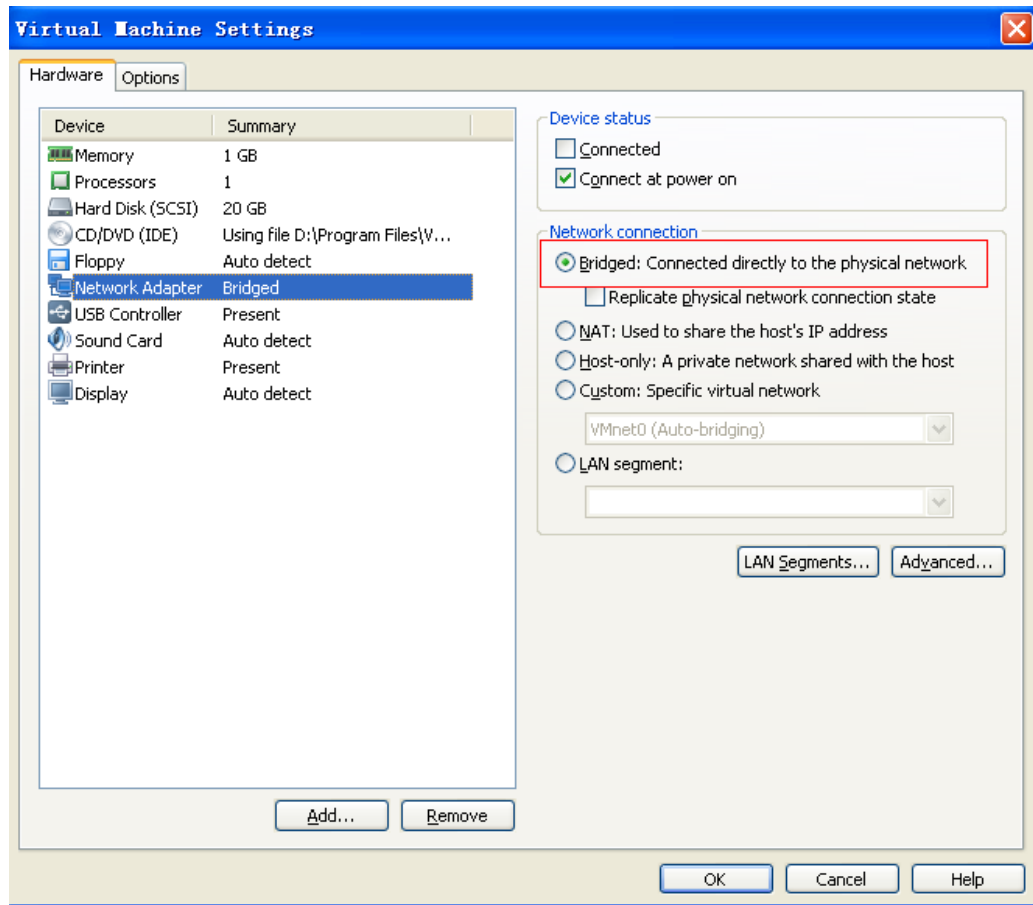 Virtual Machine Settings
Hardware
Options
Device Summary
Memory 1 GB
Processors 1
Hard Disk (SCSI) 20 GB
CD/DVD (IDE) Using file D:\Program Files\V...
Floppy Auto detect
Network Adapter Bridged
USB Controller Present
Sound Card Auto detect
Printer Present
Display Auto detect
Add...
Remove
Device status
Connected
Connect at power on
Network connection
Bridged: Connected directly to the physical network
Replicate physical network connection state
NAT: Used to share the host's IP address
Host-only: A private network shared with the host
Custom: Specific virtual network
VMnet0 (Auto-bridging)
LAN segment:
LAN Segments...
Advanced...
OK
Cancel
Help